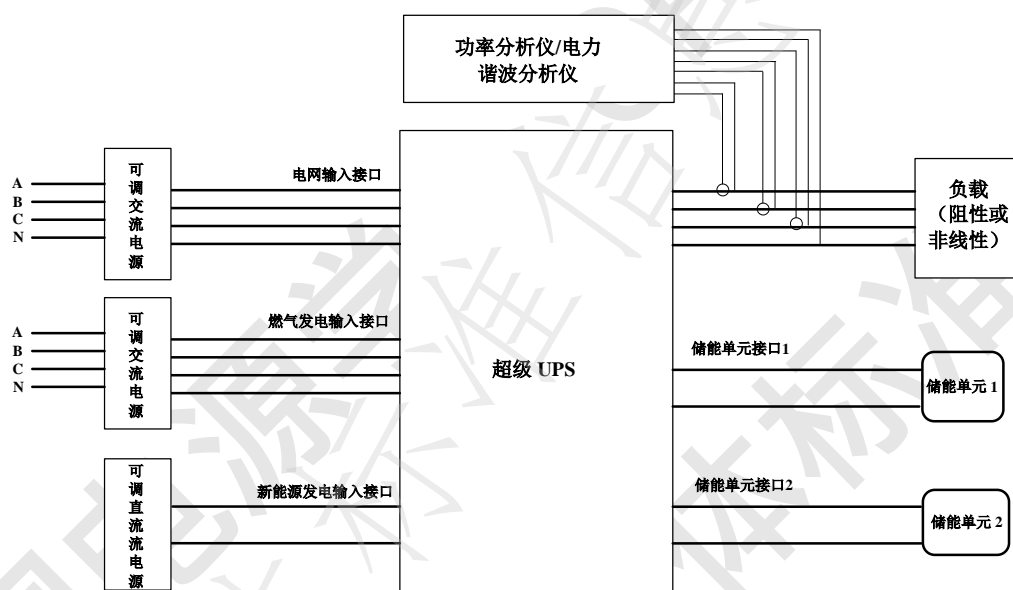 功率分析仪/电力
谐波分析仪
可调交流电源
A
B
C
N
电网输入接口
负载
（阻性或
非线性）
可调交流电源
A
B
C
N
燃气发电输入接口
超级 UPS
储能单元接口1
储能单元 1
可调直流流电源
新能源发电输入接口
储能单元接口2
储能单元 2